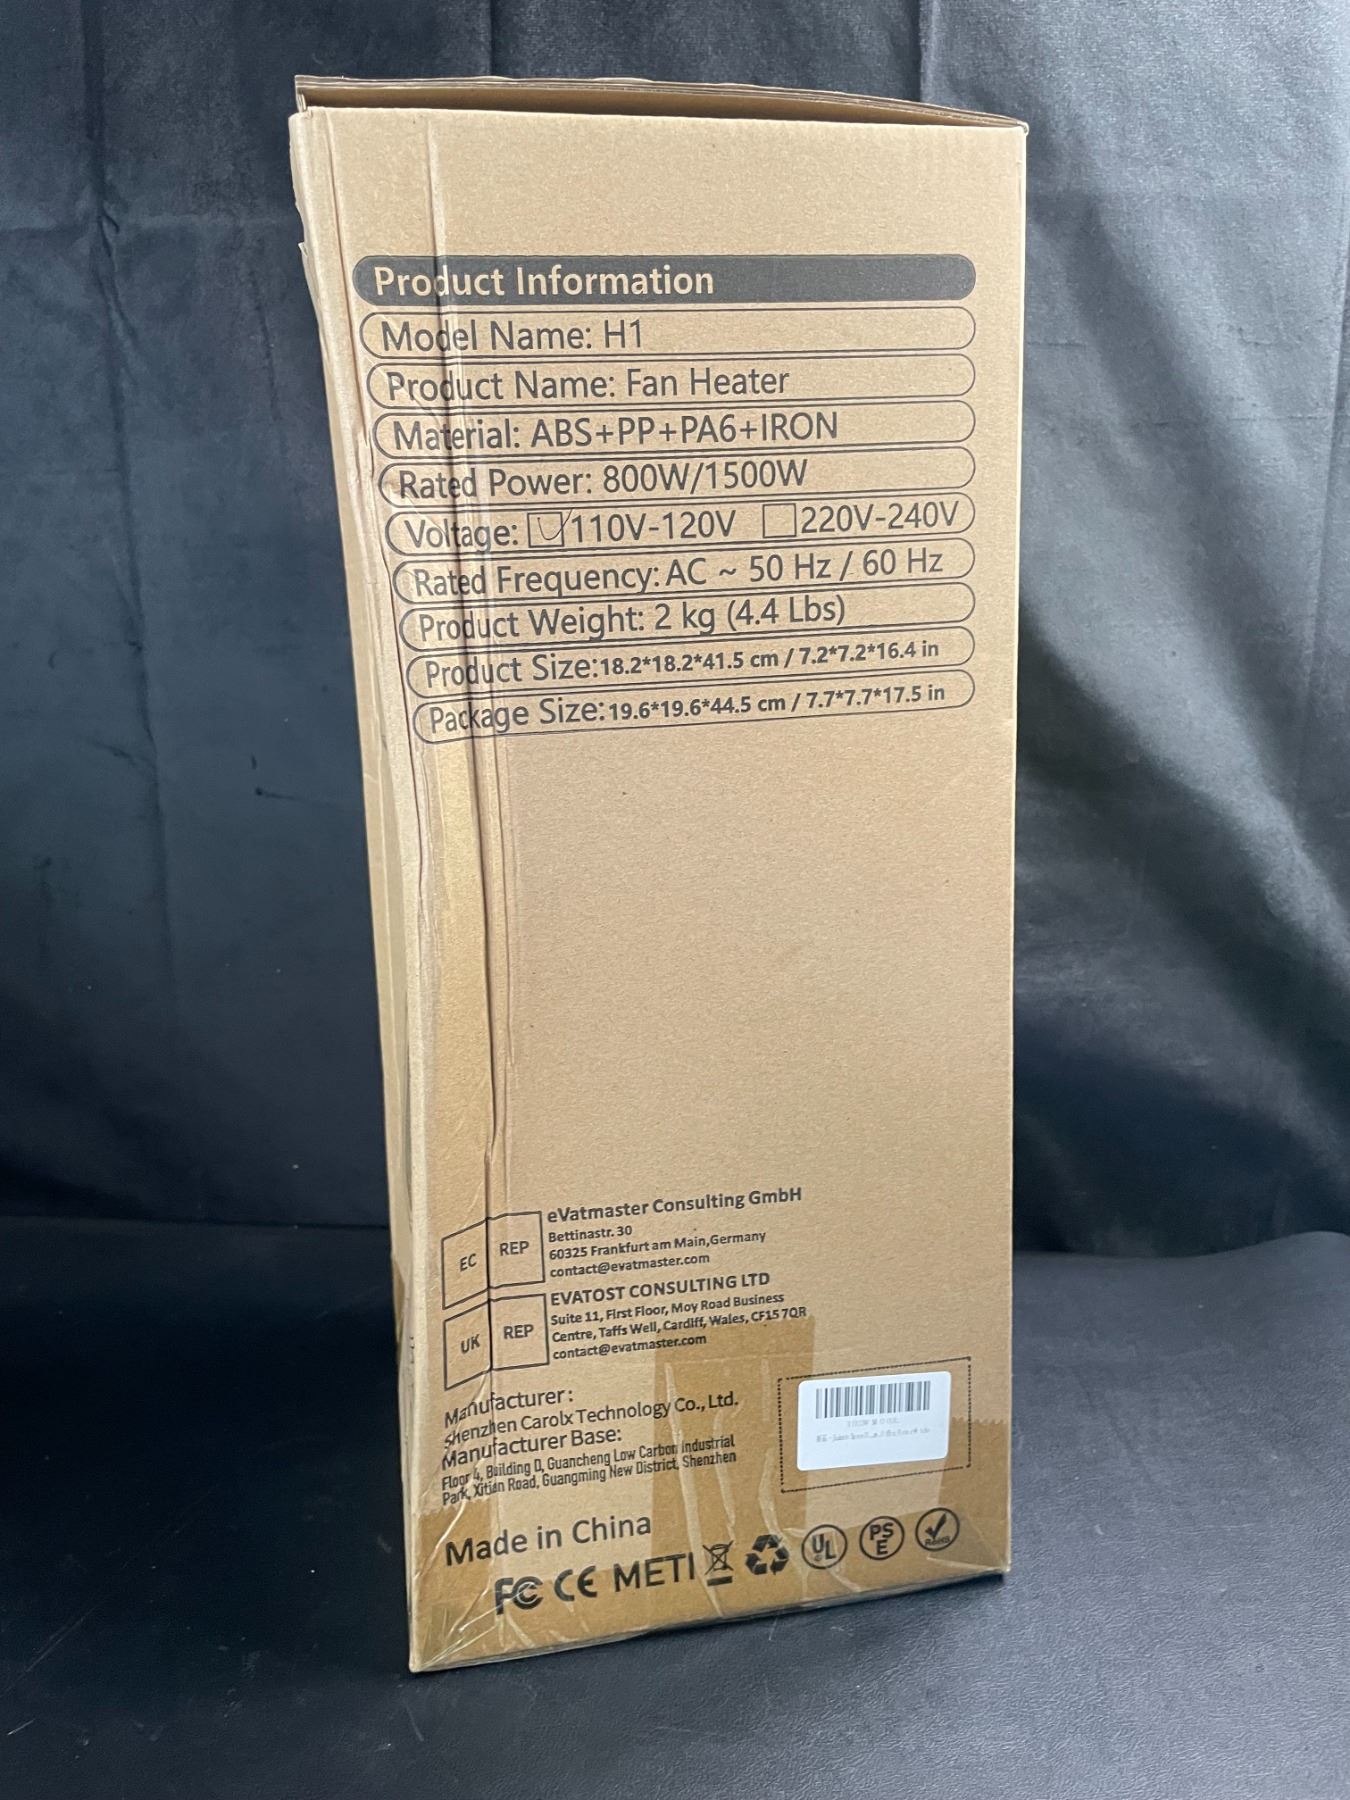 Product Information
Model Name: H1
Product Name: Fan Heater
Material: ABS+PP+PA6+IRON
Rated Power: 800W/1500W
Voltage: 110V-120V 220V-240V
Rated Frequency: AC ~ 50 Hz / 60 Hz
Product Weight: 2 kg (4.4 Lbs)
Product Size:18.2*18.2*41.5 cm / 7.2*7.2*16.4 in
Package Size:19.6*19.6*44.5 cm / 7.7*7.7*17.5 in
EC REP
eVatmaster Consulting GmbH
Bettinastr. 30
60325 Frankfurt am Main,Germany
contact@evatmaster.com
UK REP
EVATOST CONSULTING LTD
Suite 11, First Floor, Moy Road Business
Centre, Taffs Well, Cardiff, Wales, CF15 7QR
contact@evatmaster.com
Manufacturer:
Shenzhen Carolx Technology Co., Ltd.
Manufacturer Base:
Floor 4, Building D, Guancheng Low Carbon Industrial
Park, Xitian Road, Guangming New District, Shenzhen
Made in China
FC CE METI UL PSE RoHS